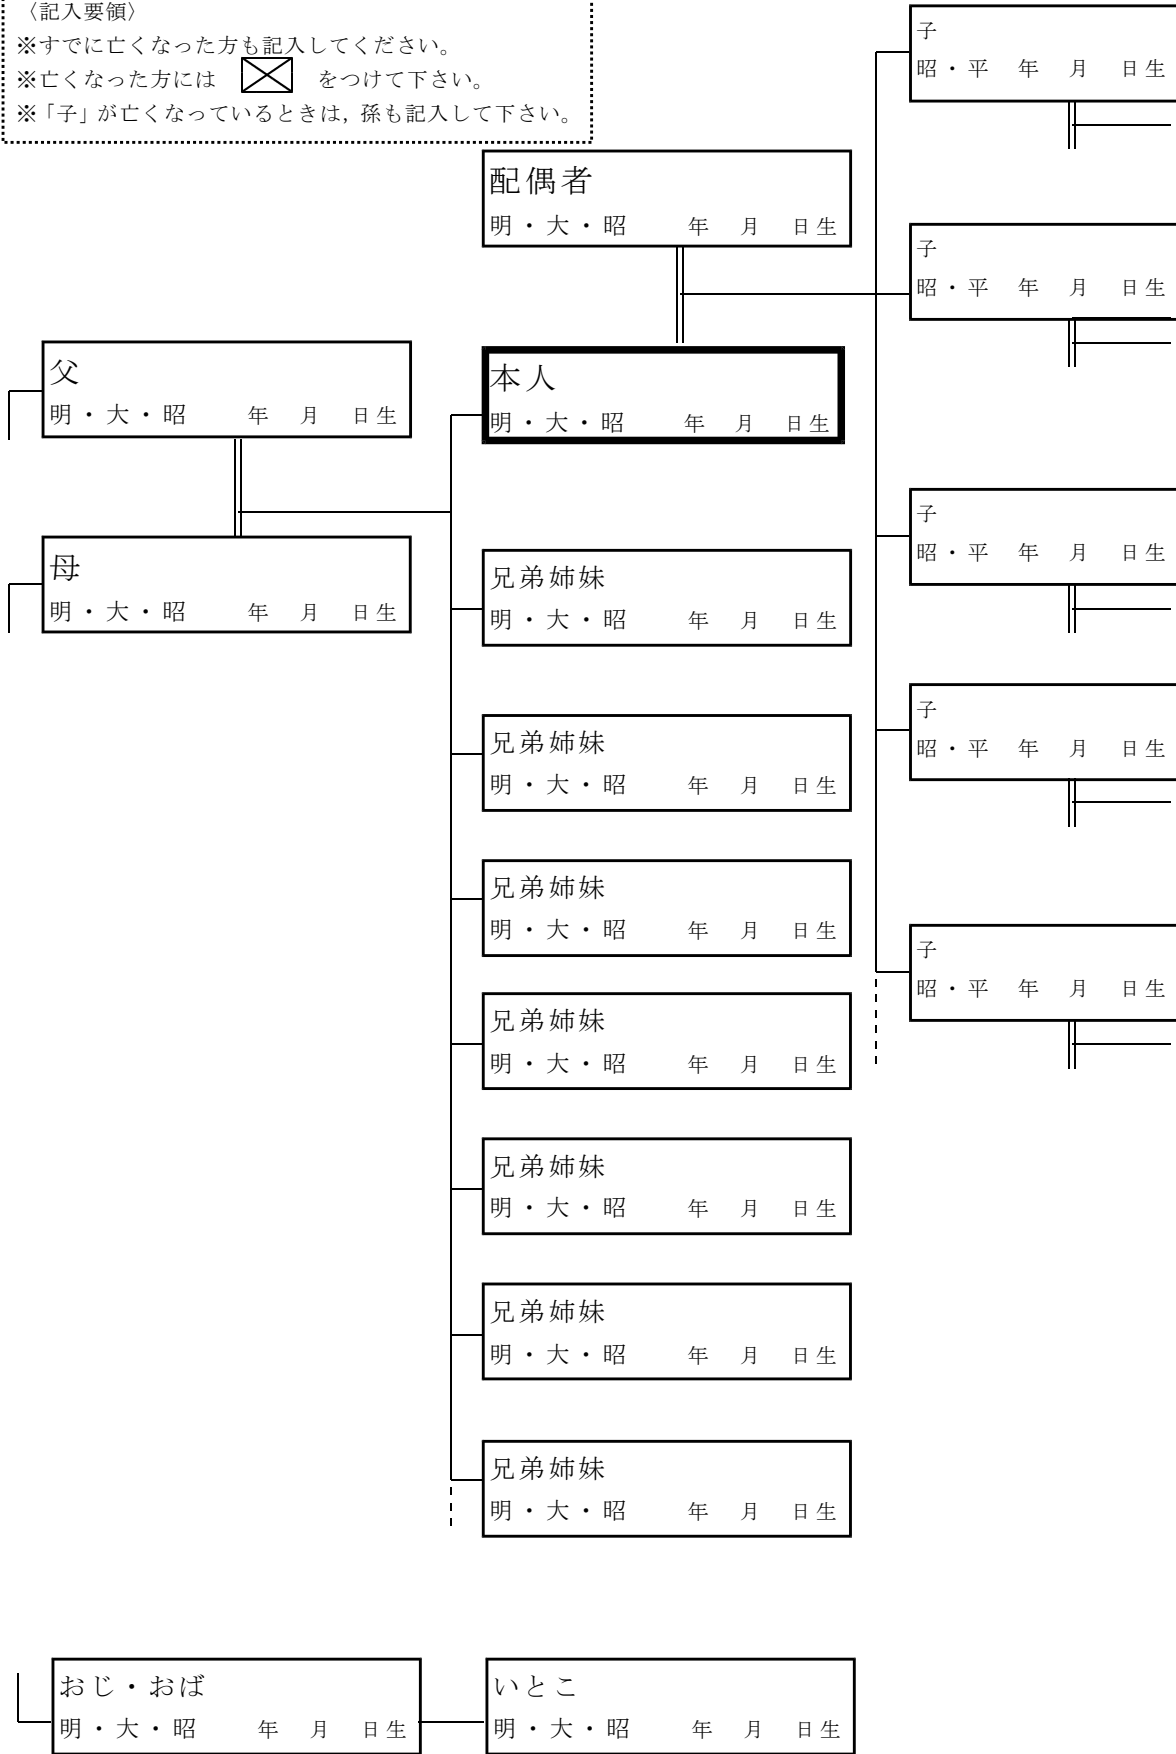 〈記入要領〉
※すでに亡くなった方も記入してください。
※亡くなった方には をつけて下さい。
※「子」が亡くなっているときは, 孫も記入して下さい。
子
昭・平 年 月 日生
配偶者
明・大・昭 年 月 日生
子
昭・平 年 月 日生
父
明・大・昭 年 月 日生
本人
明・大・昭 年 月 日生
子
昭・平 年 月 日生
母
明・大・昭 年 月 日生
兄弟姉妹
明・大・昭 年 月 日生
子
昭・平 年 月 日生
兄弟姉妹
明・大・昭 年 月 日生
兄弟姉妹
明・大・昭 年 月 日生
子
昭・平 年 月 日生
兄弟姉妹
明・大・昭 年 月 日生
兄弟姉妹
明・大・昭 年 月 日生
兄弟姉妹
明・大・昭 年 月 日生
兄弟姉妹
明・大・昭 年 月 日生
おじ・おば
明・大・昭 年 月 日生
いとこ
明・大・昭 年 月 日生